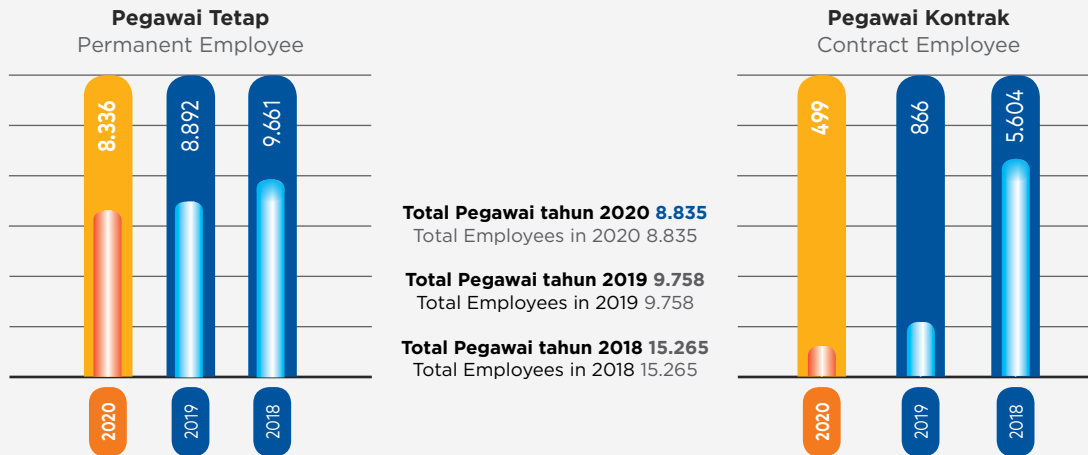 Pegawai Tetap
Permanent Employee
8.336
8.892
9.661
2020
2019
2018
Total Pegawai tahun 2020 8.835
Total Employees in 2020 8.835
Total Pegawai tahun 2019 9.758
Total Employees in 2019 9.758
Total Pegawai tahun 2018 15.265
Total Employees in 2018 15.265
Pegawai Kontrak
Contract Employee
499
866
5.604
2020
2019
2018